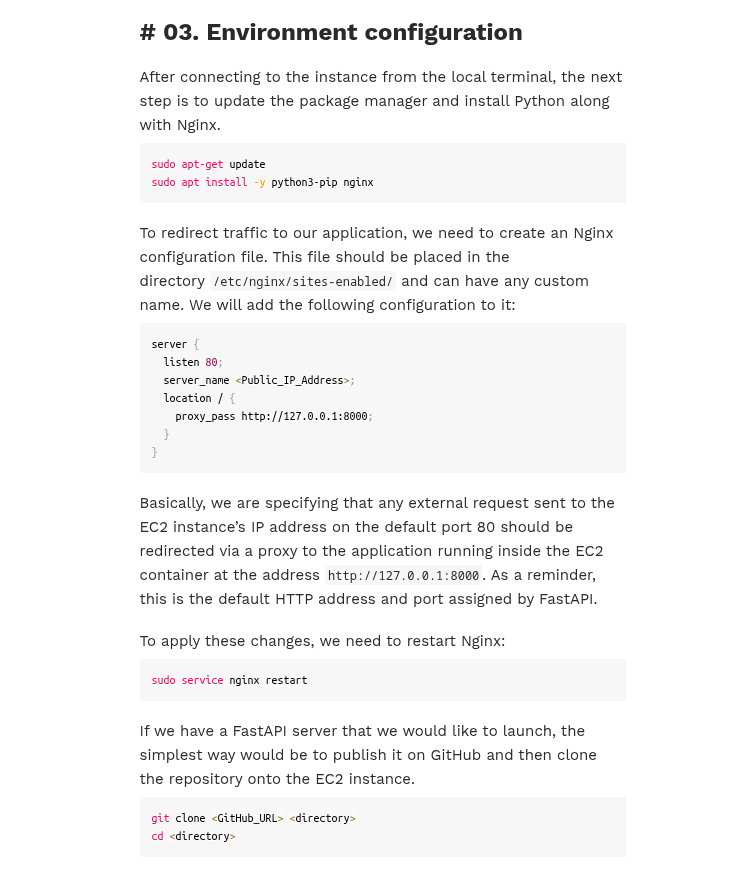 # 03. Environment configuration
After connecting to the instance from the local terminal, the next
step is to update the package manager and install Python along
with Nginx.
sudo apt-get update
sudo apt install -y python3-pip nginx
To redirect traffic to our application, we need to create an Nginx
configuration file. This file should be placed in the
directory /etc/nginx/sites-enabled/ and can have any custom
name. We will add the following configuration to it:
server {
  listen 80;
  server_name <Public_IP_Address>;
  location / {
    proxy_pass http://127.0.0.1:8000;
  }
}
Basically, we are specifying that any external request sent to the
EC2 instance’s IP address on the default port 80 should be
redirected via a proxy to the application running inside the EC2
container at the address http://127.0.0.1:8000. As a reminder,
this is the default HTTP address and port assigned by FastAPI.
To apply these changes, we need to restart Nginx:
sudo service nginx restart
If we have a FastAPI server that we would like to launch, the
simplest way would be to publish it on GitHub and then clone
the repository onto the EC2 instance.
git clone <GitHub_URL> <directory>
cd <directory>